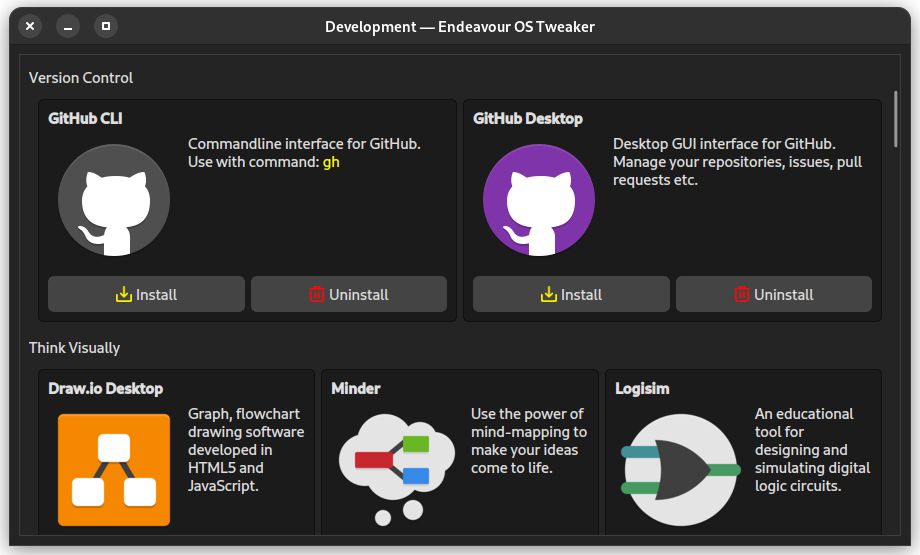 Development — Endeavour OS Tweaker
Version Control
GitHub CLI
Commandline interface for GitHub.
Use with command: gh
Install
Uninstall
GitHub Desktop
Desktop GUI interface for GitHub.
Manage your repositories, issues, pull
requests etc.
Install
Uninstall
Think Visually
Draw.io Desktop
Graph, flowchart
drawing software
developed in
HTML5 and
JavaScript.
Minder
Use the power of
mind-mapping to
make your ideas
come to life.
Logisim
An educational
tool for
designing and
simulating digital
logic circuits.